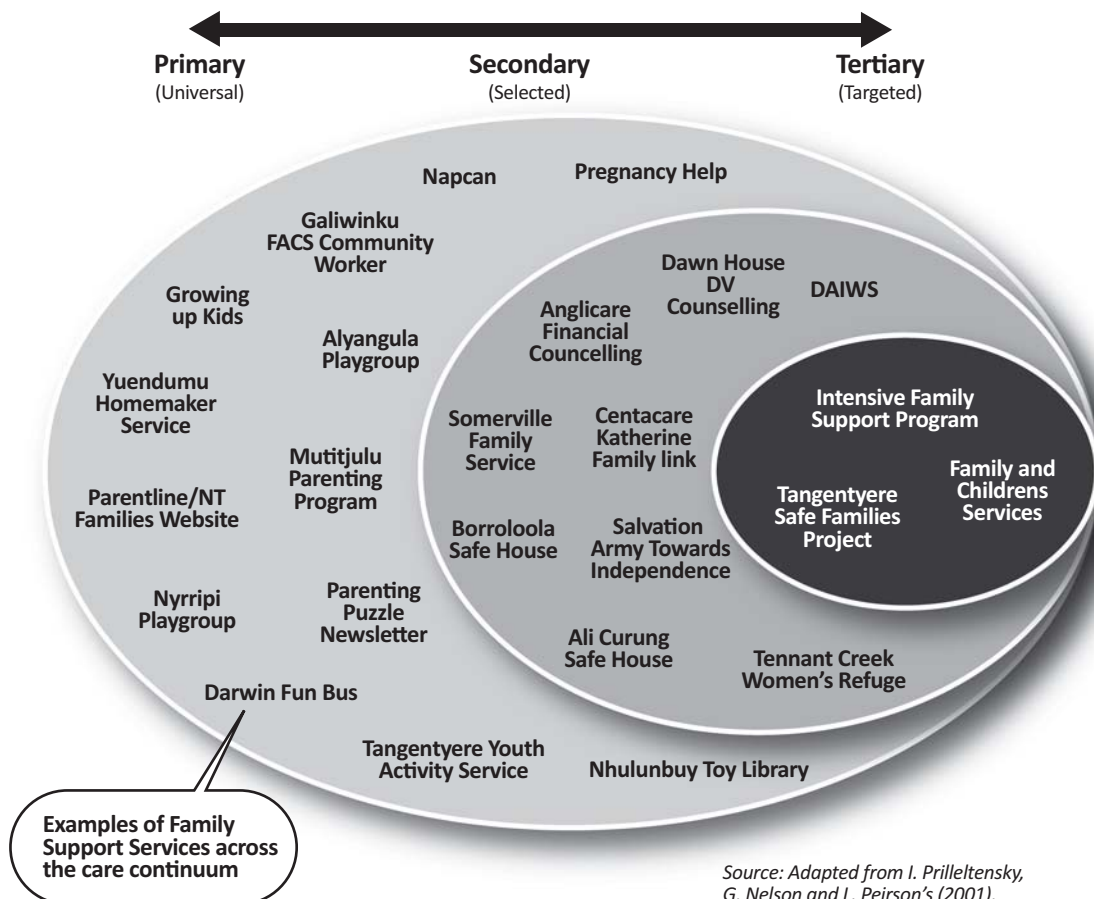 Primary
(Universal)
Secondary
(Selected)
Tertiary
(Targeted)
Napcan
Pregnancy Help
Galiwinku
FACS Community
Worker
Growing
up Kids
Alyangula
Playgroup
Yuendumu
Homemaker
Service
Mutitjulu
Parenting
Program
Parentline/NT
Families Website
Nyrripi
Playgroup
Parenting
Puzzle
Newsletter
Darwin Fun Bus
Tangentyere Youth
Activity Service
Nhulunbuy Toy Library
Dawn House
DV
Counselling
DAIWS
Anglicare
Financial
Councelling
Somerville
Family
Service
Centacare
Katherine
Family link
Borroloola
Safe House
Salvation
Army Towards
Independence
Ali Curung
Safe House
Tennant Creek
Women's Refuge
Intensive Family
Support Program
Family and
Childrens
Services
Tangentyere
Safe Families
Project
Examples of Family
Support Services across
the care continuum
Source: Adapted from I. Prilleltensky,
G. Nelson and L. Peirson's (2001).